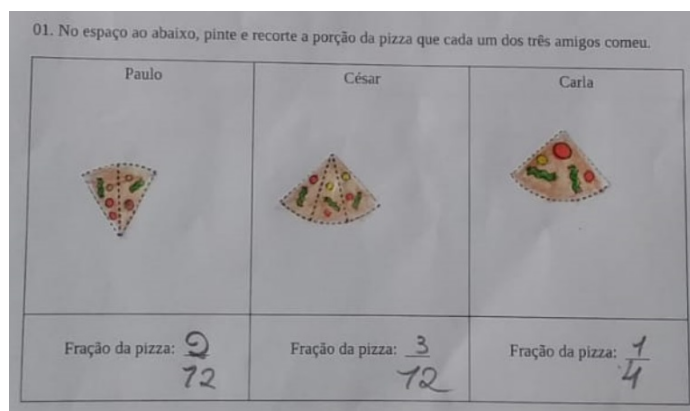 01. No espaço ao abaixo, pinte e recorte a porção da pizza que cada um dos três amigos comeu.
Paulo
César
Carla
Fração da pizza: 2/12
Fração da pizza: 3/12
Fração da pizza: 1/4